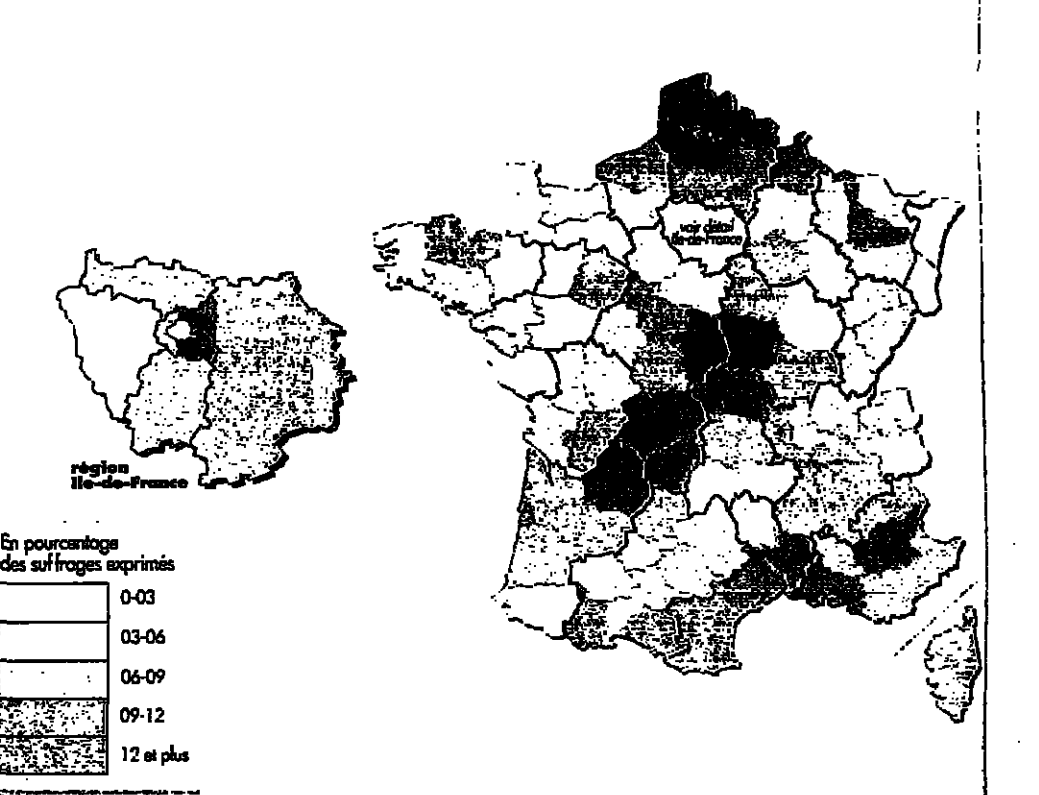 voir détail
Ile-de-France
région
Ile-de-France
En pourcentage
des suffrages exprimés
0-03
03-06
06-09
09-12
12 et plus